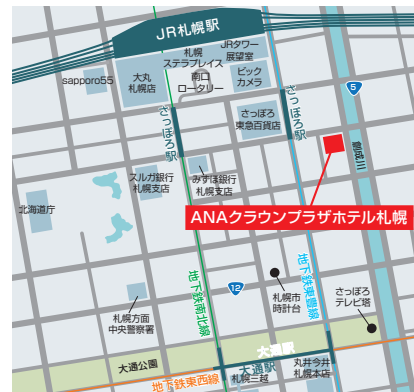 JR札幌駅
札幌
ステラプレイス
JRタワー
展望室
南口
ロータリー
ビック
カメラ
sapporo55
大丸
札幌店
5
さっぽろ駅
さっぽろ
東急百貨店
さっぽろ駅
創成川
スルガ銀行
札幌支店
みずほ銀行
札幌支店
北海道庁
ANAクラウンプラザホテル札幌
地下鉄南北線
地下鉄東豊線
12
札幌市
時計台
さっぽろ
テレビ塔
札幌方面
中央警察署
大通公園
大通駅
大通駅
丸井今井
札幌本店
地下鉄東西線
札幌三越